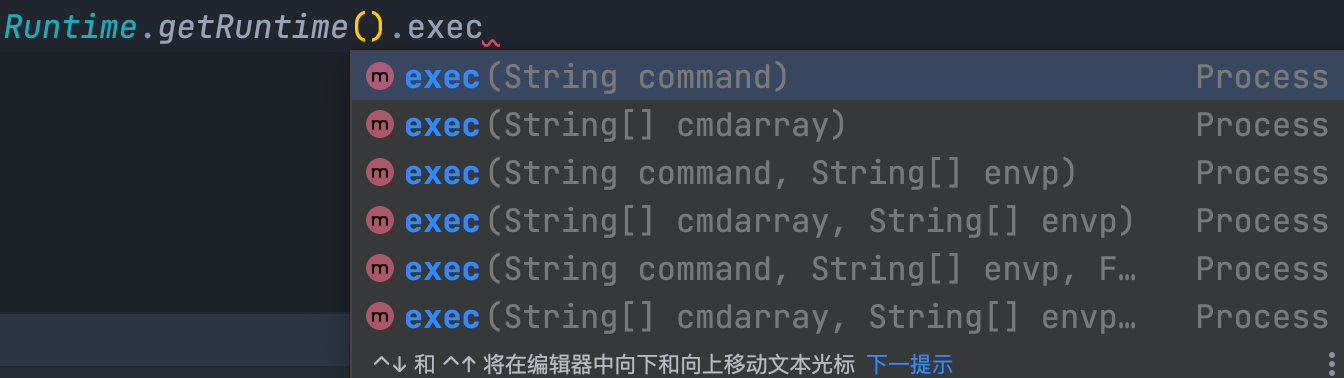 Runtime.getRuntime().exec
m exec(String command) Process
m exec(String[] cmdarray) Process
m exec(String command, String[] envp) Process
m exec(String[] cmdarray, String[] envp) Process
m exec(String command, String[] envp, F… Process
m exec(String[] cmdarray, String[] envp… Process
^↓ 和 ^↑ 将在编辑器中向下和向上移动文本光标 下一提示